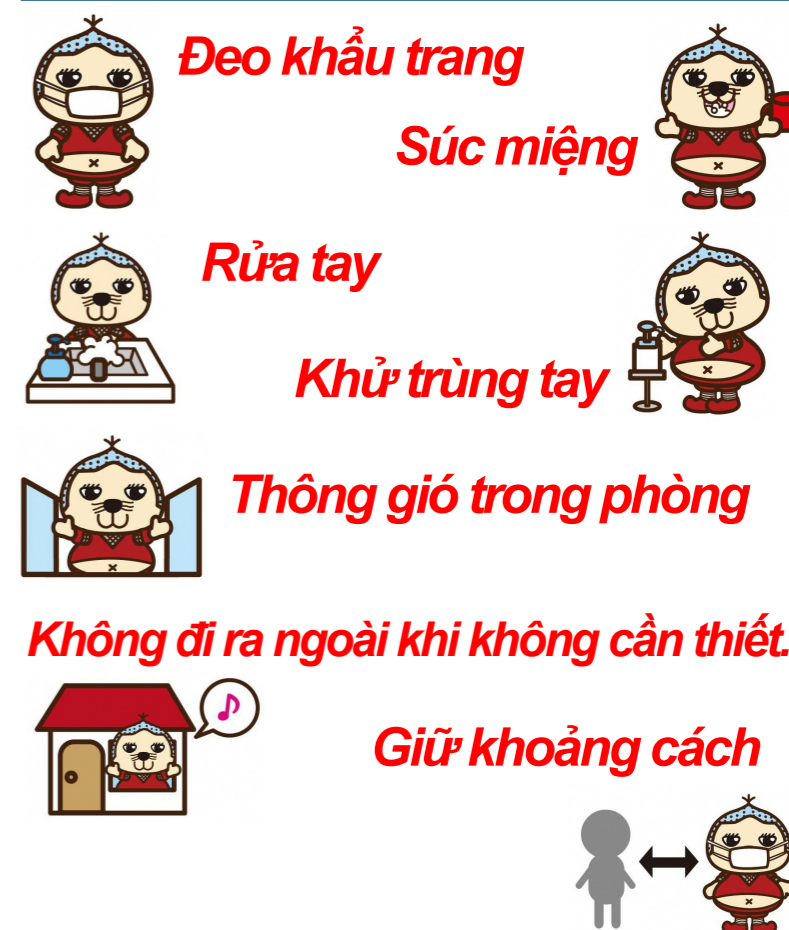 Đeo khẩu trang
Súc miệng
Rửa tay
Khử trùng tay
Thông gió trong phòng
Không đi ra ngoài khi không cần thiết.
Giữ khoảng cách